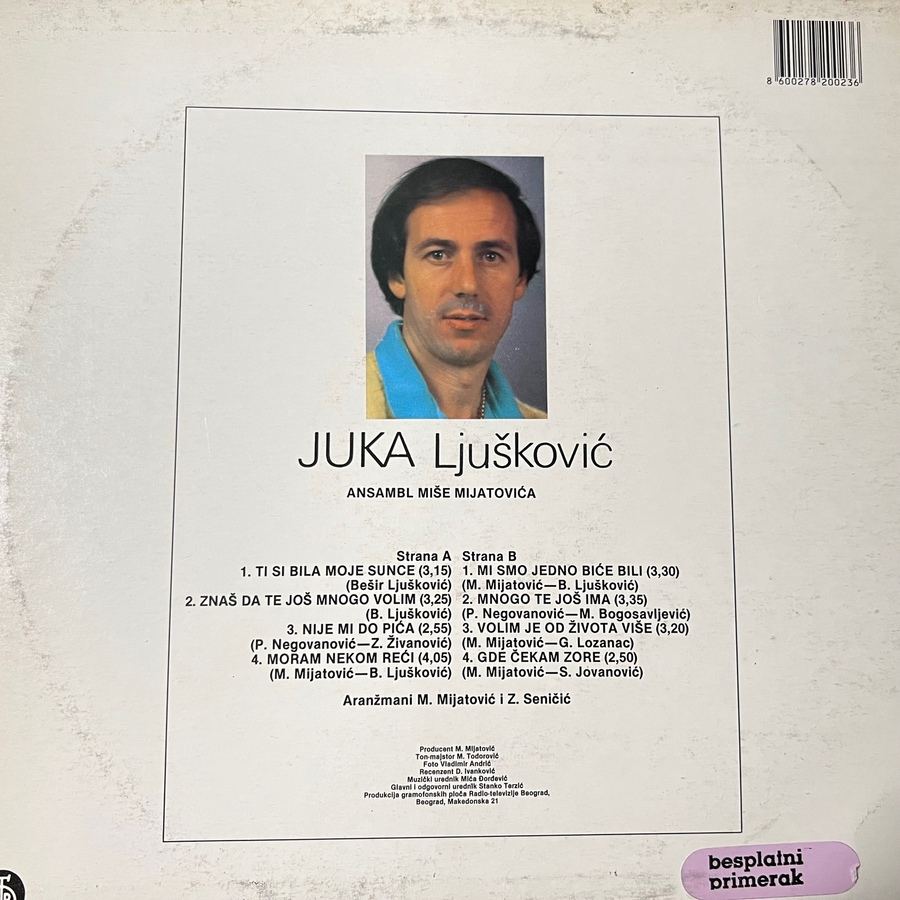 8 600278 200236
JUKA Ljušković
ANSAMBL MIŠE MIJATOVIĆA
Strana A
1. TI SI BILA MOJE SUNCE (3,15)
(Bešir Ljušković)
2. ZNAŠ DA TE JOŠ MNOGO VOLIM (3,25)
(B. Ljušković)
3. NIJE MI DO PIĆA (2,55)
(P. Negovanović—Z. Živanović)
4. MORAM NEKOM REĆI (4,05)
(M. Mijatović—B. Ljušković)
Strana B
1. MI SMO JEDNO BIĆE BILI (3,30)
(M. Mijatović—B. Ljušković)
2. MNOGO TE JOŠ IMA (3,35)
(P. Negovanović—M. Bogosavljević)
3. VOLIM JE OD ŽIVOTA VIŠE (3,20)
(M. Mijatović—G. Lozanac)
4. GDE ČEKAM ZORE (2,50)
(M. Mijatović—S. Jovanović)
Aranžmani M. Mijatović i Z. Seničić
Producent M. Mijatović
Ton-majstor M. Todorović
Foto Vladimir Andrić
Recenzent D. Ivanković
Muzički urednik Mića Đorđević
Glavni i odgovorni urednik Stanko Terzić
Produkcija gramofonskih ploča Radio-televizije Beograd,
Beograd, Makedonska 21
besplatni
primerak